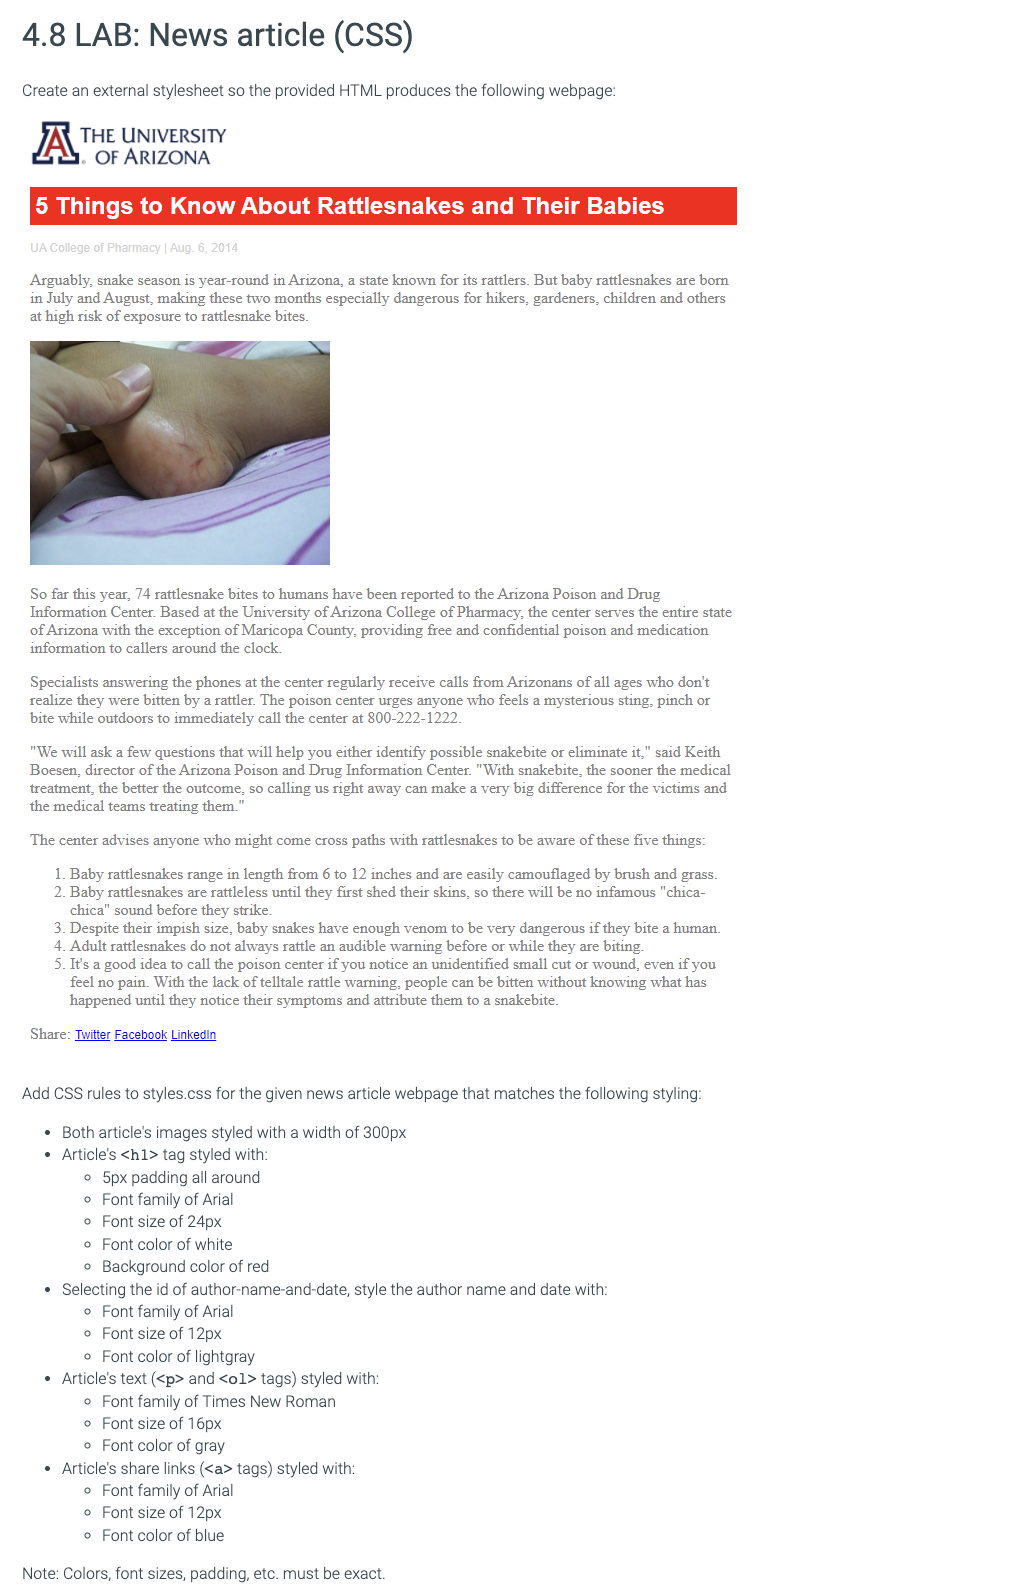 4.8 LAB: News article (CSS)
Create an external stylesheet so the provided HTML produces the following webpage:
THE UNIVERSITY
OF ARIZONA
5 Things to Know About Rattlesnakes and Their Babies
UA College of Pharmacy | Aug. 6, 2014
Arguably, snake season is year-round in Arizona, a state known for its rattlers. But baby rattlesnakes are born
in July and August, making these two months especially dangerous for hikers, gardeners, children and others
at high risk of exposure to rattlesnake bites.
So far this year, 74 rattlesnake bites to humans have been reported to the Arizona Poison and Drug
Information Center. Based at the University of Arizona College of Pharmacy, the center serves the entire state
of Arizona with the exception of Maricopa County, providing free and confidential poison and medication
information to callers around the clock.
Specialists answering the phones at the center regularly receive calls from Arizonans of all ages who don't
realize they were bitten by a rattler. The poison center urges anyone who feels a mysterious sting, pinch or
bite while outdoors to immediately call the center at 800-222-1222.
"We will ask a few questions that will help you either identify possible snakebite or eliminate it," said Keith
Boesen, director of the Arizona Poison and Drug Information Center. "With snakebite, the sooner the medical
treatment, the better the outcome, so calling us right away can make a very big difference for the victims and
the medical teams treating them."
The center advises anyone who might come cross paths with rattlesnakes to be aware of these five things:
1. Baby rattlesnakes range in length from 6 to 12 inches and are easily camouflaged by brush and grass.
2. Baby rattlesnakes are rattleless until they first shed their skins, so there will be no infamous "chica-
chica" sound before they strike.
3. Despite their impish size, baby snakes have enough venom to be very dangerous if they bite a human.
4. Adult rattlesnakes do not always rattle an audible warning before or while they are biting.
5. It's a good idea to call the poison center if you notice an unidentified small cut or wound, even if you
feel no pain. With the lack of telltale rattle warning, people can be bitten without knowing what has
happened until they notice their symptoms and attribute them to a snakebite.
Share: Twitter Facebook LinkedIn
Add CSS rules to styles.css for the given news article webpage that matches the following styling:
• Both article's images styled with a width of 300px
• Article's <h1> tag styled with:
◦ 5px padding all around
◦ Font family of Arial
◦ Font size of 24px
◦ Font color of white
◦ Background color of red
• Selecting the id of author-name-and-date, style the author name and date with:
◦ Font family of Arial
◦ Font size of 12px
◦ Font color of lightgray
• Article's text (<p> and <ol> tags) styled with:
◦ Font family of Times New Roman
◦ Font size of 16px
◦ Font color of gray
• Article's share links (<a> tags) styled with:
◦ Font family of Arial
◦ Font size of 12px
◦ Font color of blue
Note: Colors, font sizes, padding, etc. must be exact.